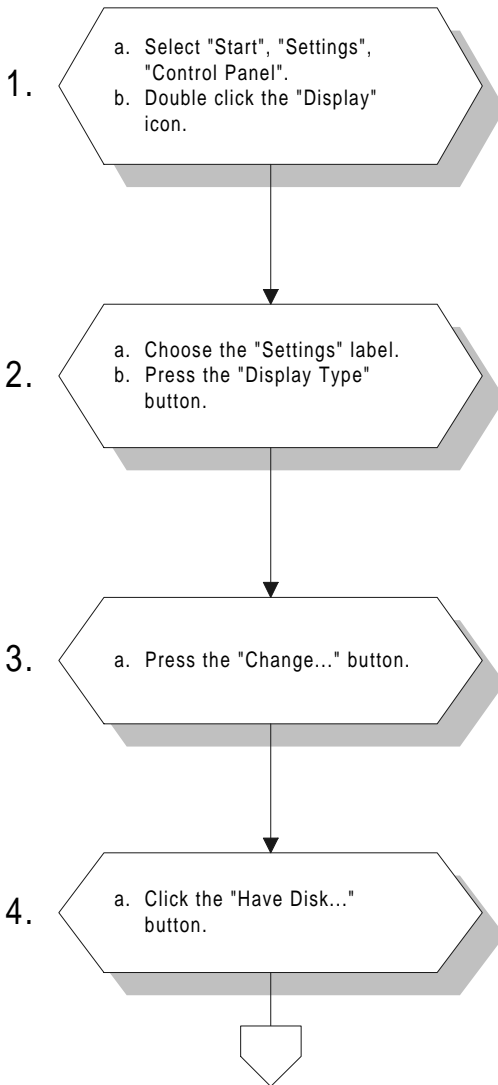 1.
a. Select "Start", "Settings",
"Control Panel".
b. Double click the "Display"
icon.
2.
a. Choose the "Settings" label.
b. Press the "Display Type"
button.
3.
a. Press the "Change..." button.
4.
a. Click the "Have Disk..."
button.